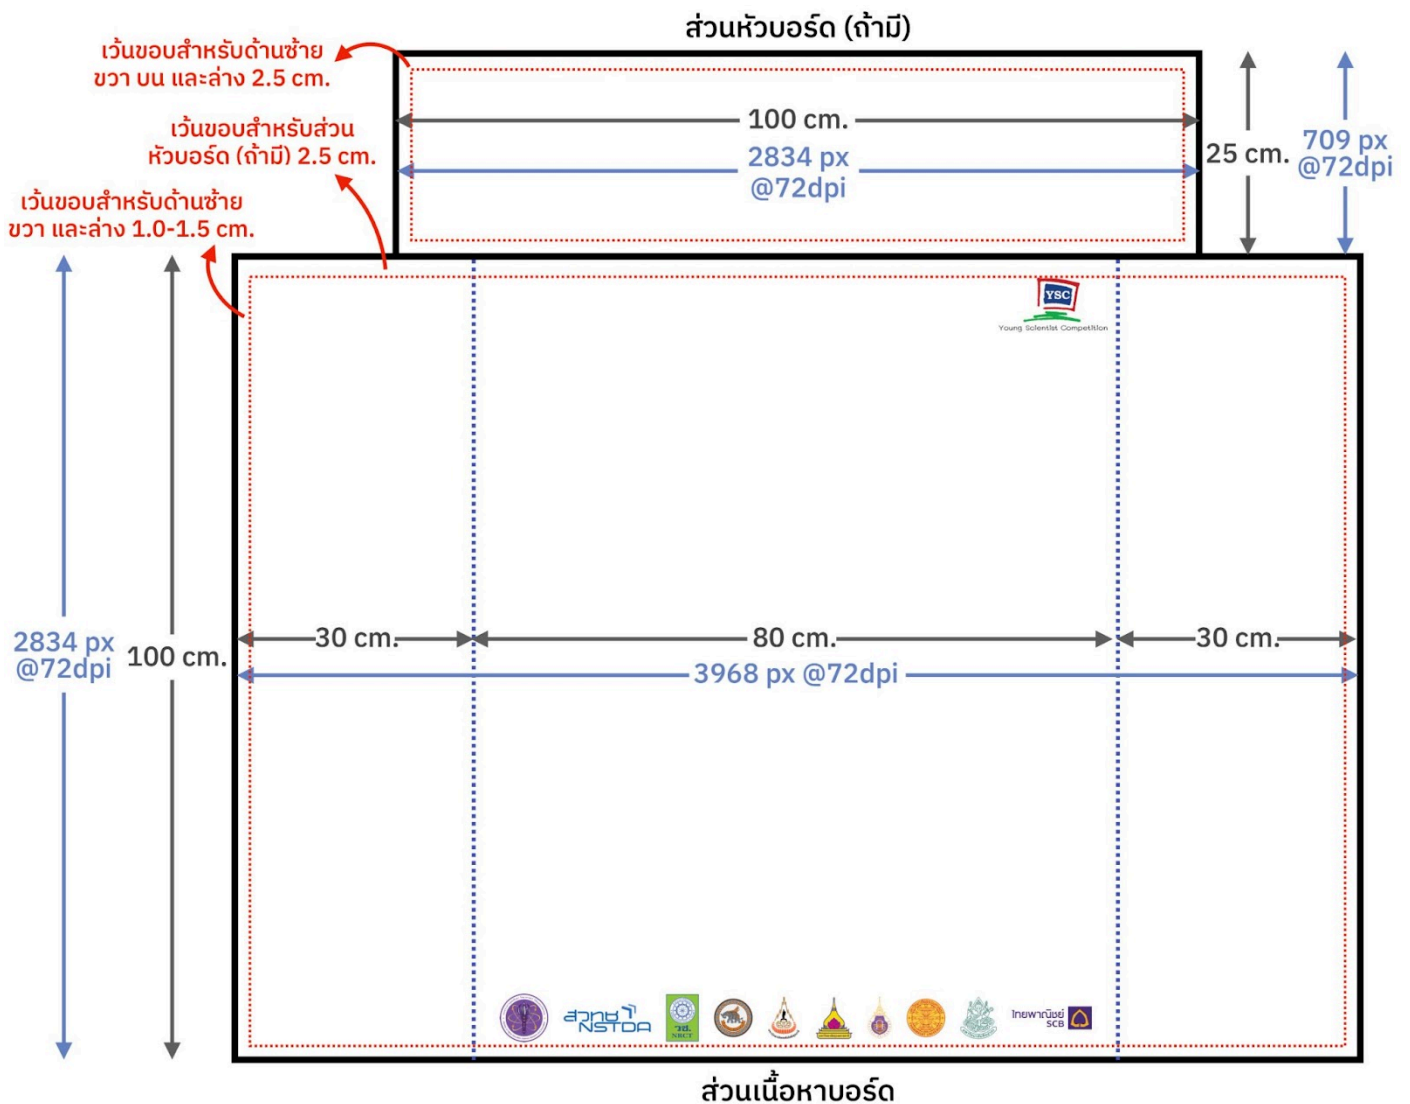 ส่วนหัวบอร์ด (ถ้ามี)
เว้นขอบสำหรับด้านซ้าย
ขวา บน และล่าง 2.5 cm.
100 cm.
2834 px
@72dpi
25 cm.
709 px
@72dpi
เว้นขอบสำหรับส่วน
หัวบอร์ด (ถ้ามี) 2.5 cm.
เว้นขอบสำหรับด้านซ้าย
ขวา และล่าง 1.0-1.5 cm.
YSC
Young Scientist Competition
2834 px
@72dpi
100 cm.
30 cm.
80 cm.
30 cm.
3968 px @72dpi
สวทช
NSTDA
วช.
NRCT
ไทยพาณิชย์
SCB
ส่วนเนื้อหาบอร์ด